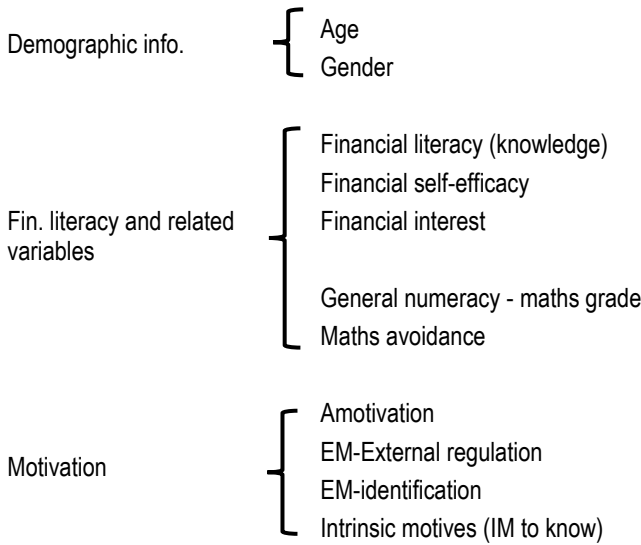 Demographic info.
Age
Gender
Fin. literacy and related
variables
Financial literacy (knowledge)
Financial self-efficacy
Financial interest
General numeracy - maths grade
Maths avoidance
Motivation
Amotivation
EM-External regulation
EM-identification
Intrinsic motives (IM to know)